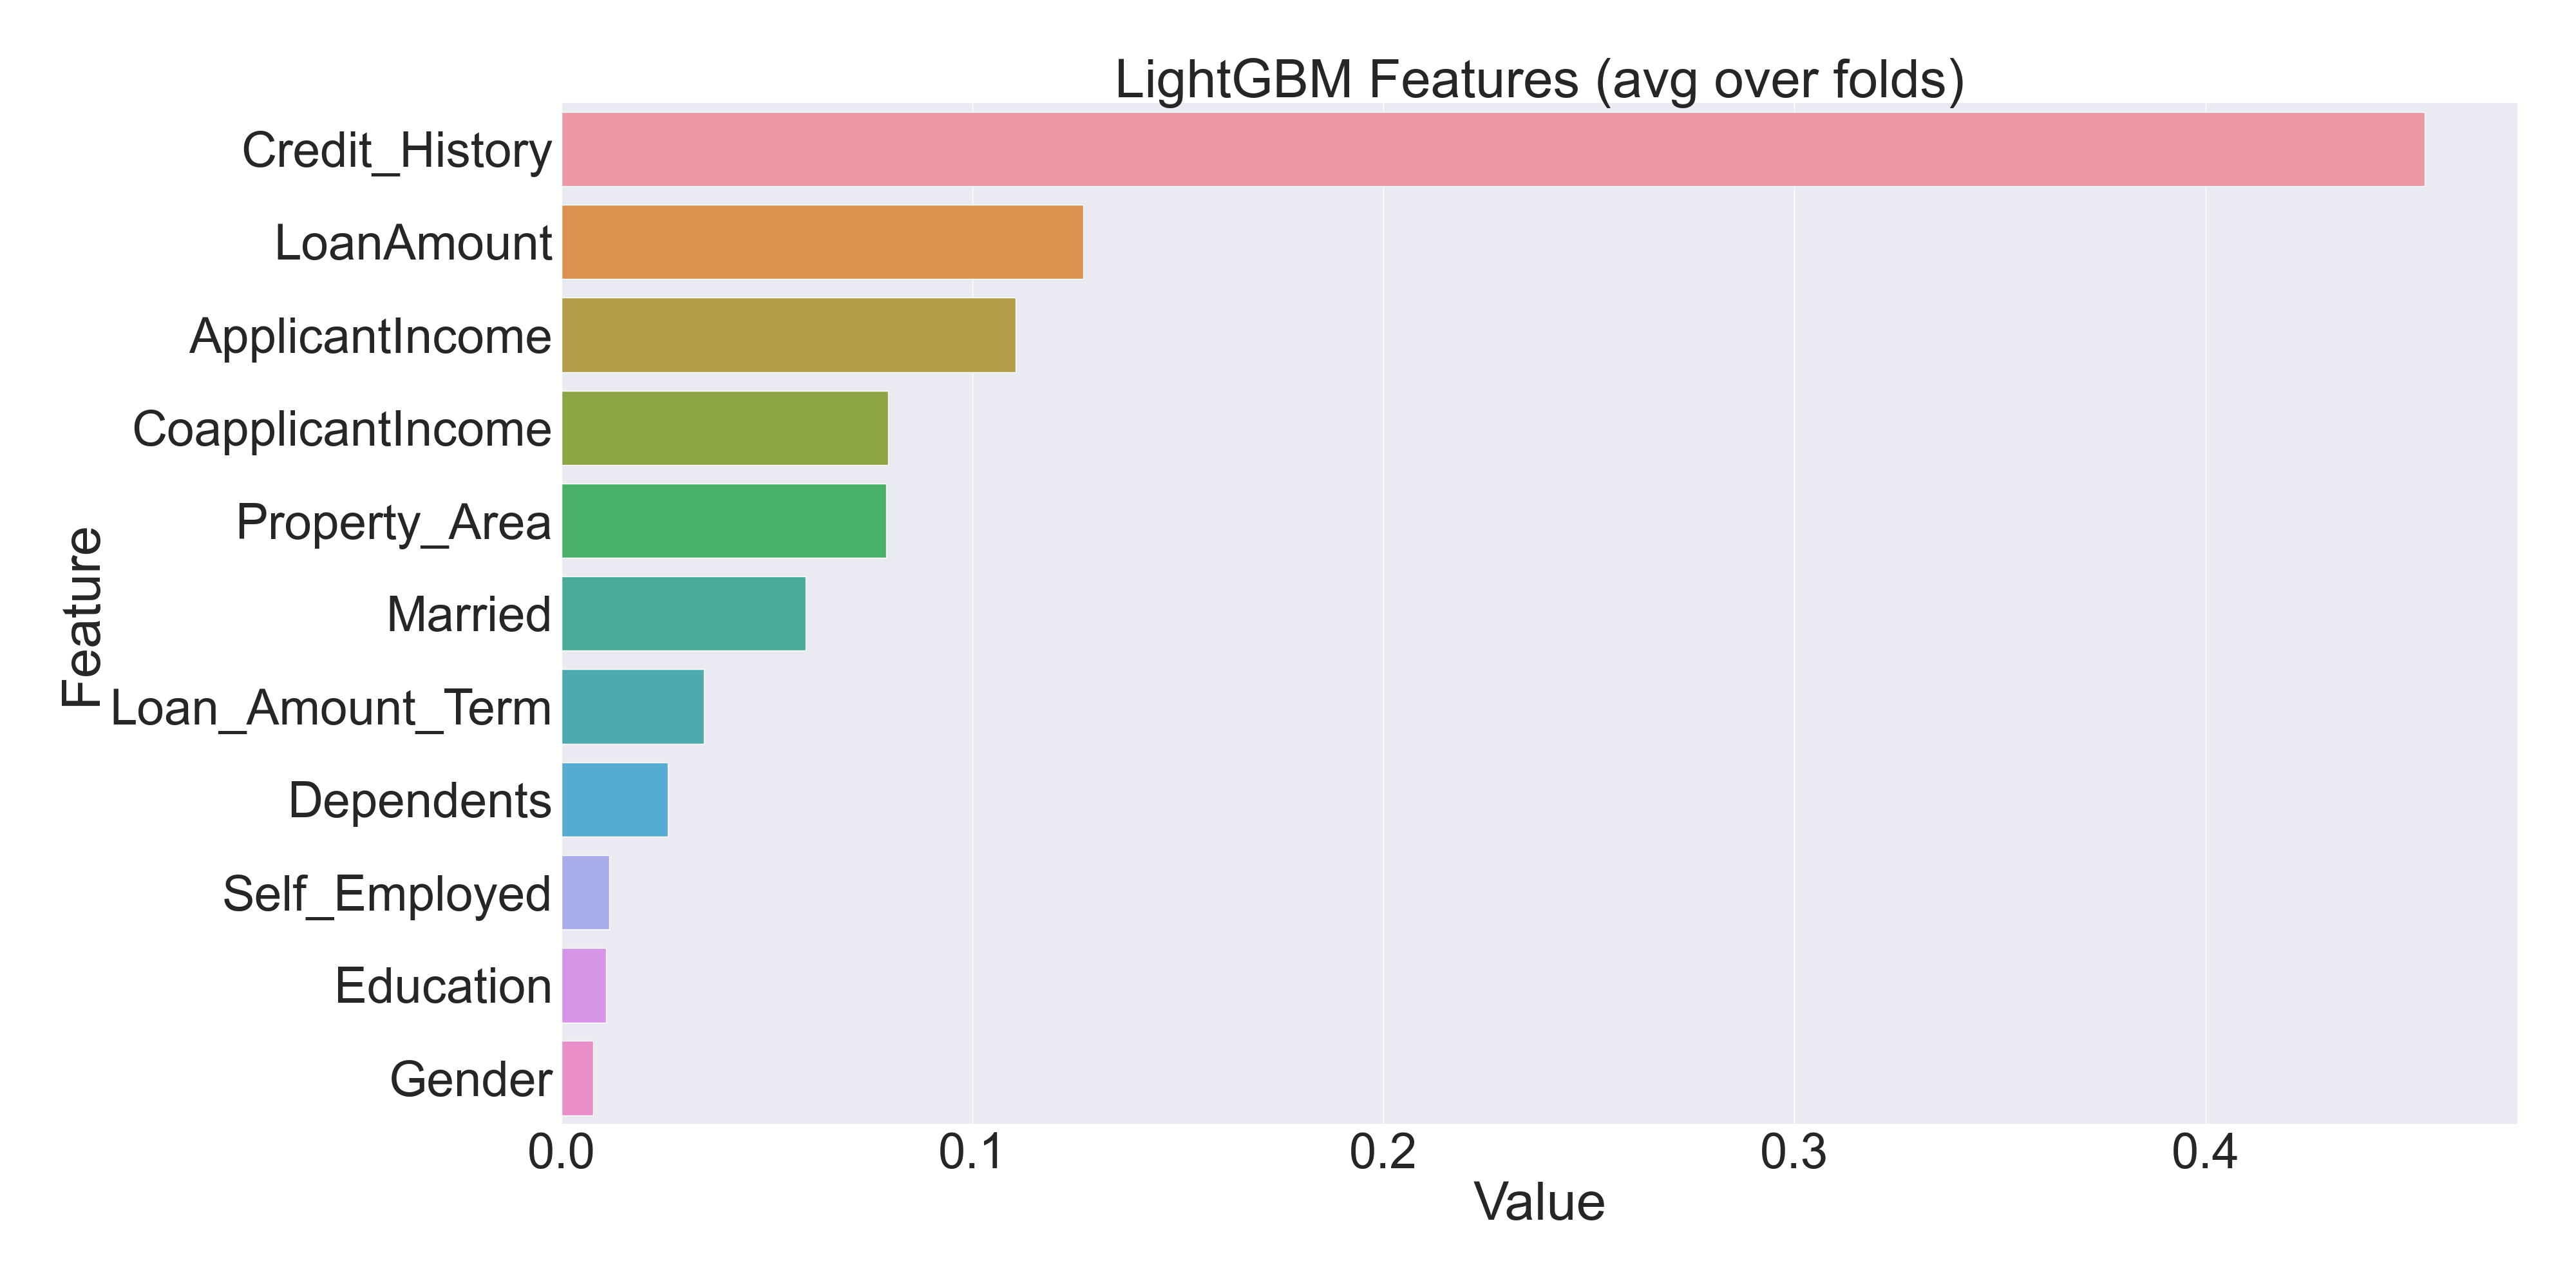 LightGBM Features (avg over folds)
Credit_History
LoanAmount
ApplicantIncome
CoapplicantIncome
Property_Area
Married
Loan_Amount_Term
Dependents
Self_Employed
Education
Gender
Feature
0.0 0.1 0.2 0.3 0.4
Value